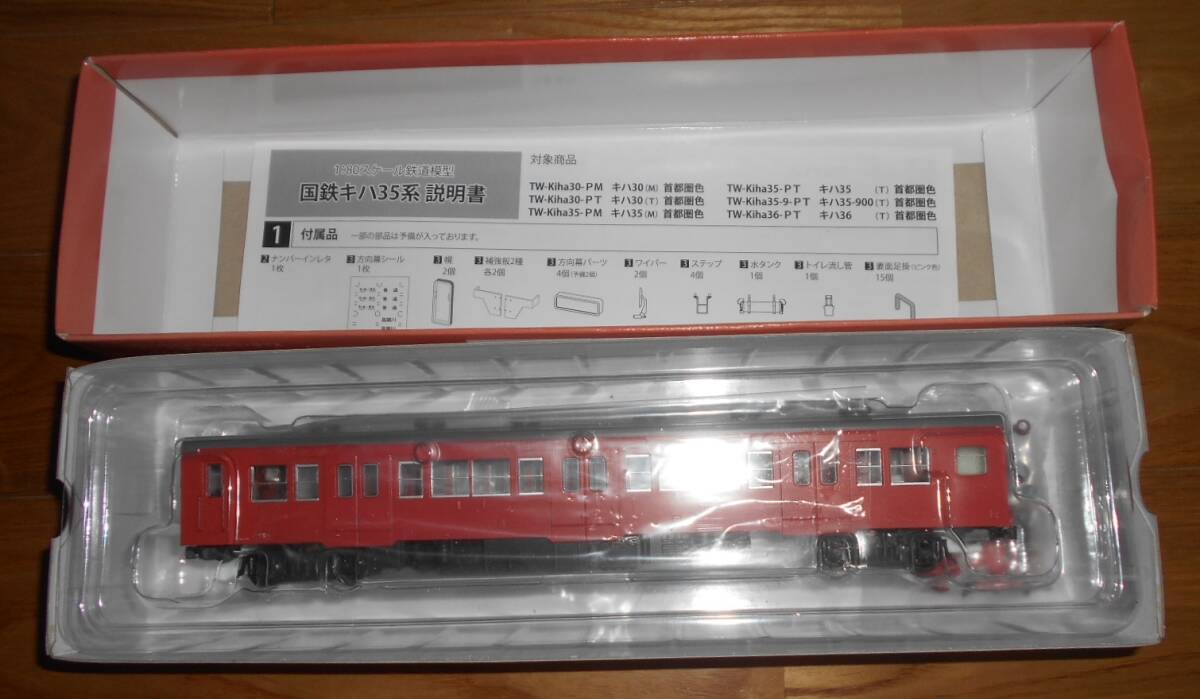 1:80スケール鉄道模型
国鉄キハ35系 説明書
対象商品
TW-Kiha30-PM キハ30(M) 首都圏色
TW-Kiha30-PT キハ30(T) 首都圏色
TW-Kiha35-PM キハ35(M) 首都圏色
TW-Kiha35-PT キハ35 (T) 首都圏色
TW-Kiha35-9-PT キハ35-900(T) 首都圏色
TW-Kiha36-PT キハ36 (T) 首都圏色
1 付属品 一部の部品は予備が入っております。
2 ナンバーインレタ
1枚
3 方向幕シール
1枚
3 幌
2個
3 補強板2種
各2個
3 方向幕パーツ
4個(予備2個)
3 ワイパー
2個
3 ステップ
4個
3 水タンク
1個
3 トイレ流し管
1個
3 裏面足掛(ピンク色)
15個